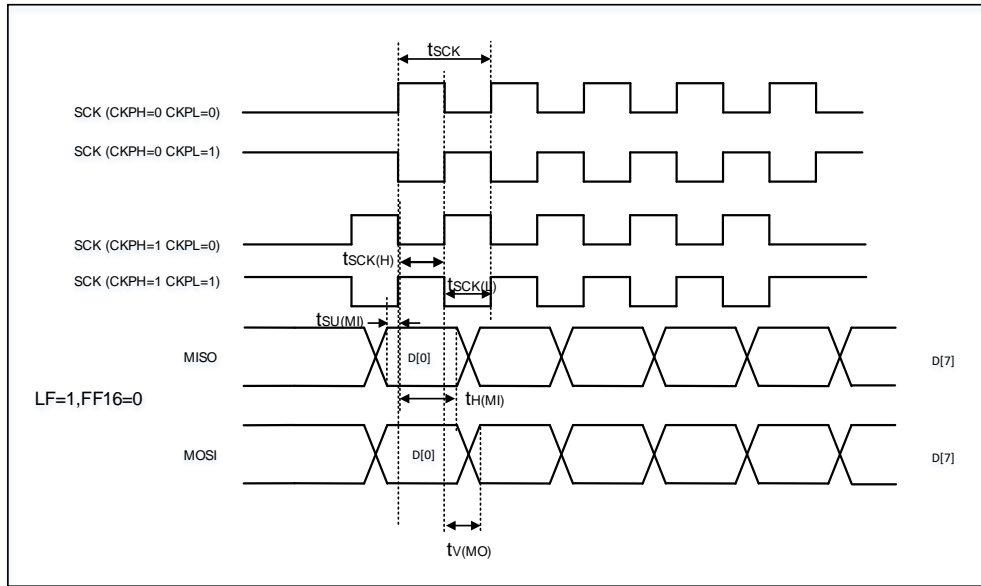 tSCK
SCK (CKPH=0 CKPL=0)
SCK (CKPH=0 CKPL=1)
SCK (CKPH=1 CKPL=0)
tSCK(H)
SCK (CKPH=1 CKPL=1)
tSCK(L)
tSU(MI)
MISO
D[0]
D[7]
LF=1,FF16=0
tH(MI)
MOSI
D[0]
D[7]
tV(MO)